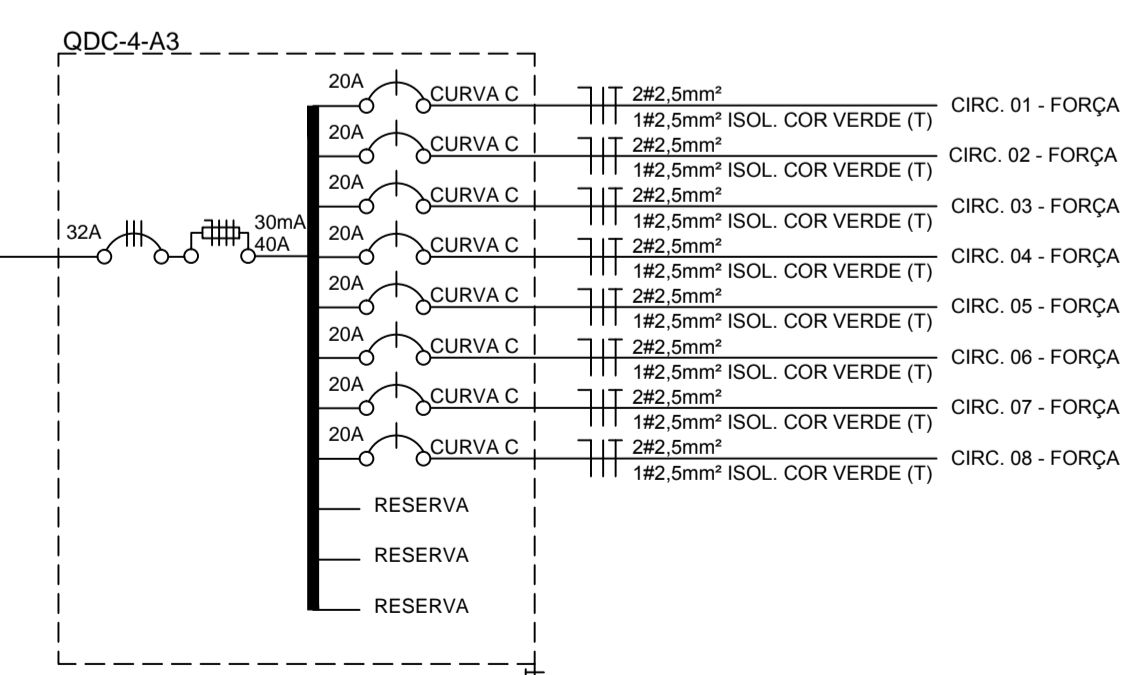 QDC-4-A3
20A CURVA C 2#2,5mm² CIRC. 01 - FORÇA
1#2,5mm² ISOL. COR VERDE (T)
20A CURVA C 2#2,5mm² CIRC. 02 - FORÇA
1#2,5mm² ISOL. COR VERDE (T)
20A CURVA C 2#2,5mm² CIRC. 03 - FORÇA
1#2,5mm² ISOL. COR VERDE (T)
32A 30mA
40A
20A CURVA C 2#2,5mm² CIRC. 04 - FORÇA
1#2,5mm² ISOL. COR VERDE (T)
20A CURVA C 2#2,5mm² CIRC. 05 - FORÇA
1#2,5mm² ISOL. COR VERDE (T)
20A CURVA C 2#2,5mm² CIRC. 06 - FORÇA
1#2,5mm² ISOL. COR VERDE (T)
20A CURVA C 2#2,5mm² CIRC. 07 - FORÇA
1#2,5mm² ISOL. COR VERDE (T)
20A CURVA C 2#2,5mm² CIRC. 08 - FORÇA
1#2,5mm² ISOL. COR VERDE (T)
RESERVA
RESERVA
RESERVA